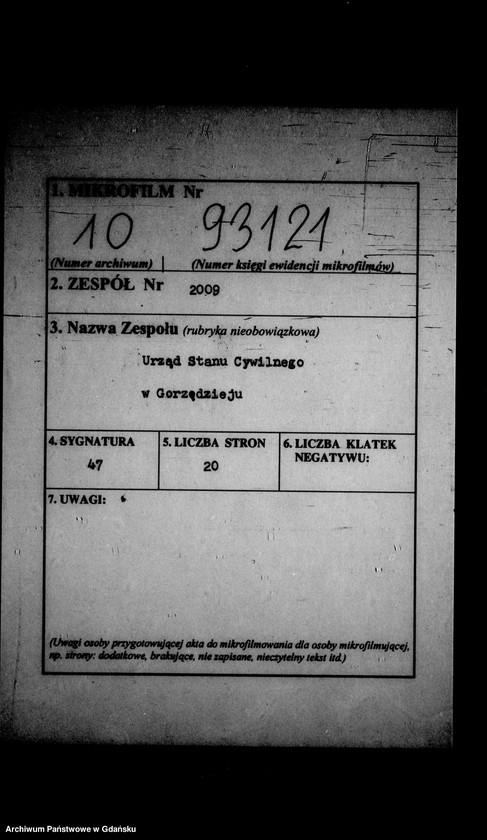 1. MIKROFILM Nr
10 93121
(Numer archiwum) (Numer księgi ewidencji mikrofilmów)
2. ZESPÓŁ Nr 2009
3. Nazwa Zespołu (rubryka nieobowiązkowa)
Urząd Stanu Cywilnego
w Gorzędzieju
4. SYGNATURA 5. LICZBA STRON 6. LICZBA KLATEK
NEGATYWU:
47 20
7. UWAGI:
(Uwagi osoby przygotowującej akta do mikrofilmowania dla osoby mikrofilmującej,
np. strony: dodatkowe, brakujące, nie zapisane, nieczytelny tekst itd.)
Archiwum Państwowe w Gdańsku